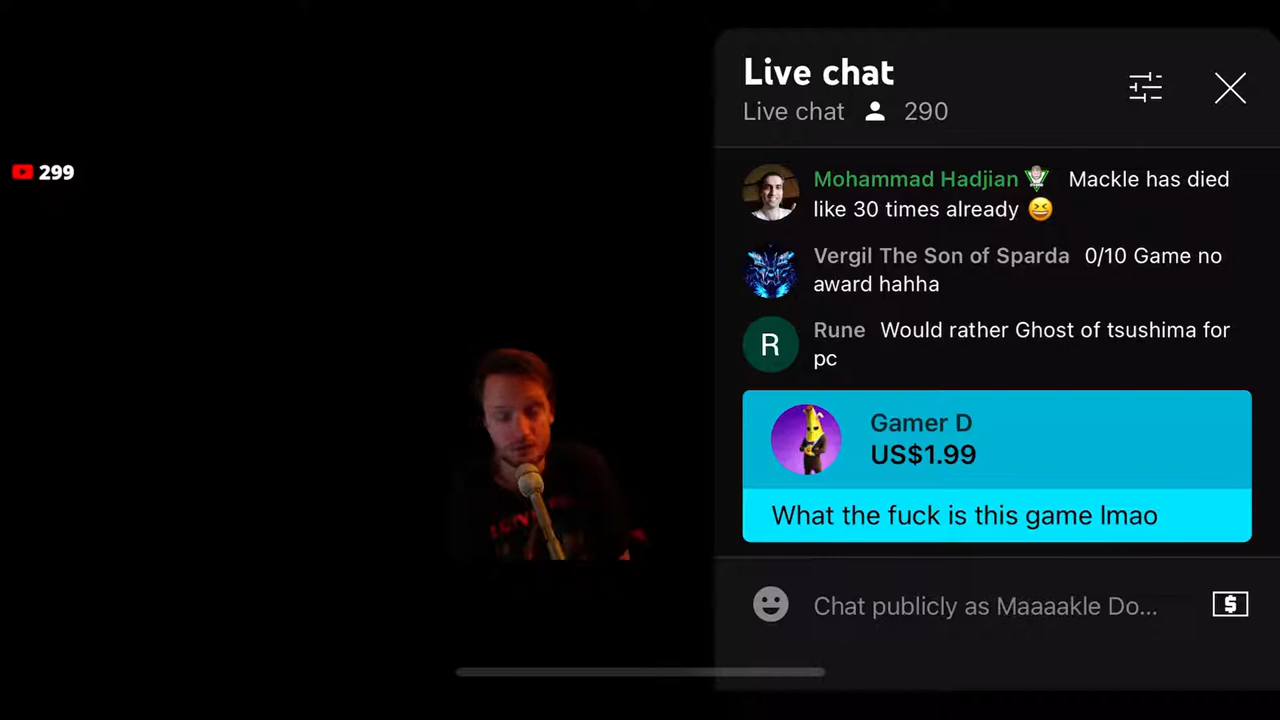 Live chat
Live chat 290
299
Mohammad Hadjian Mackle has died
like 30 times already 😆
Vergil The Son of Sparda 0/10 Game no
award hahha
R
Rune Would rather Ghost of tsushima for
pc
Gamer D
US$1.99
What the fuck is this game lmao
Chat publicly as Maaaakle Do...
$